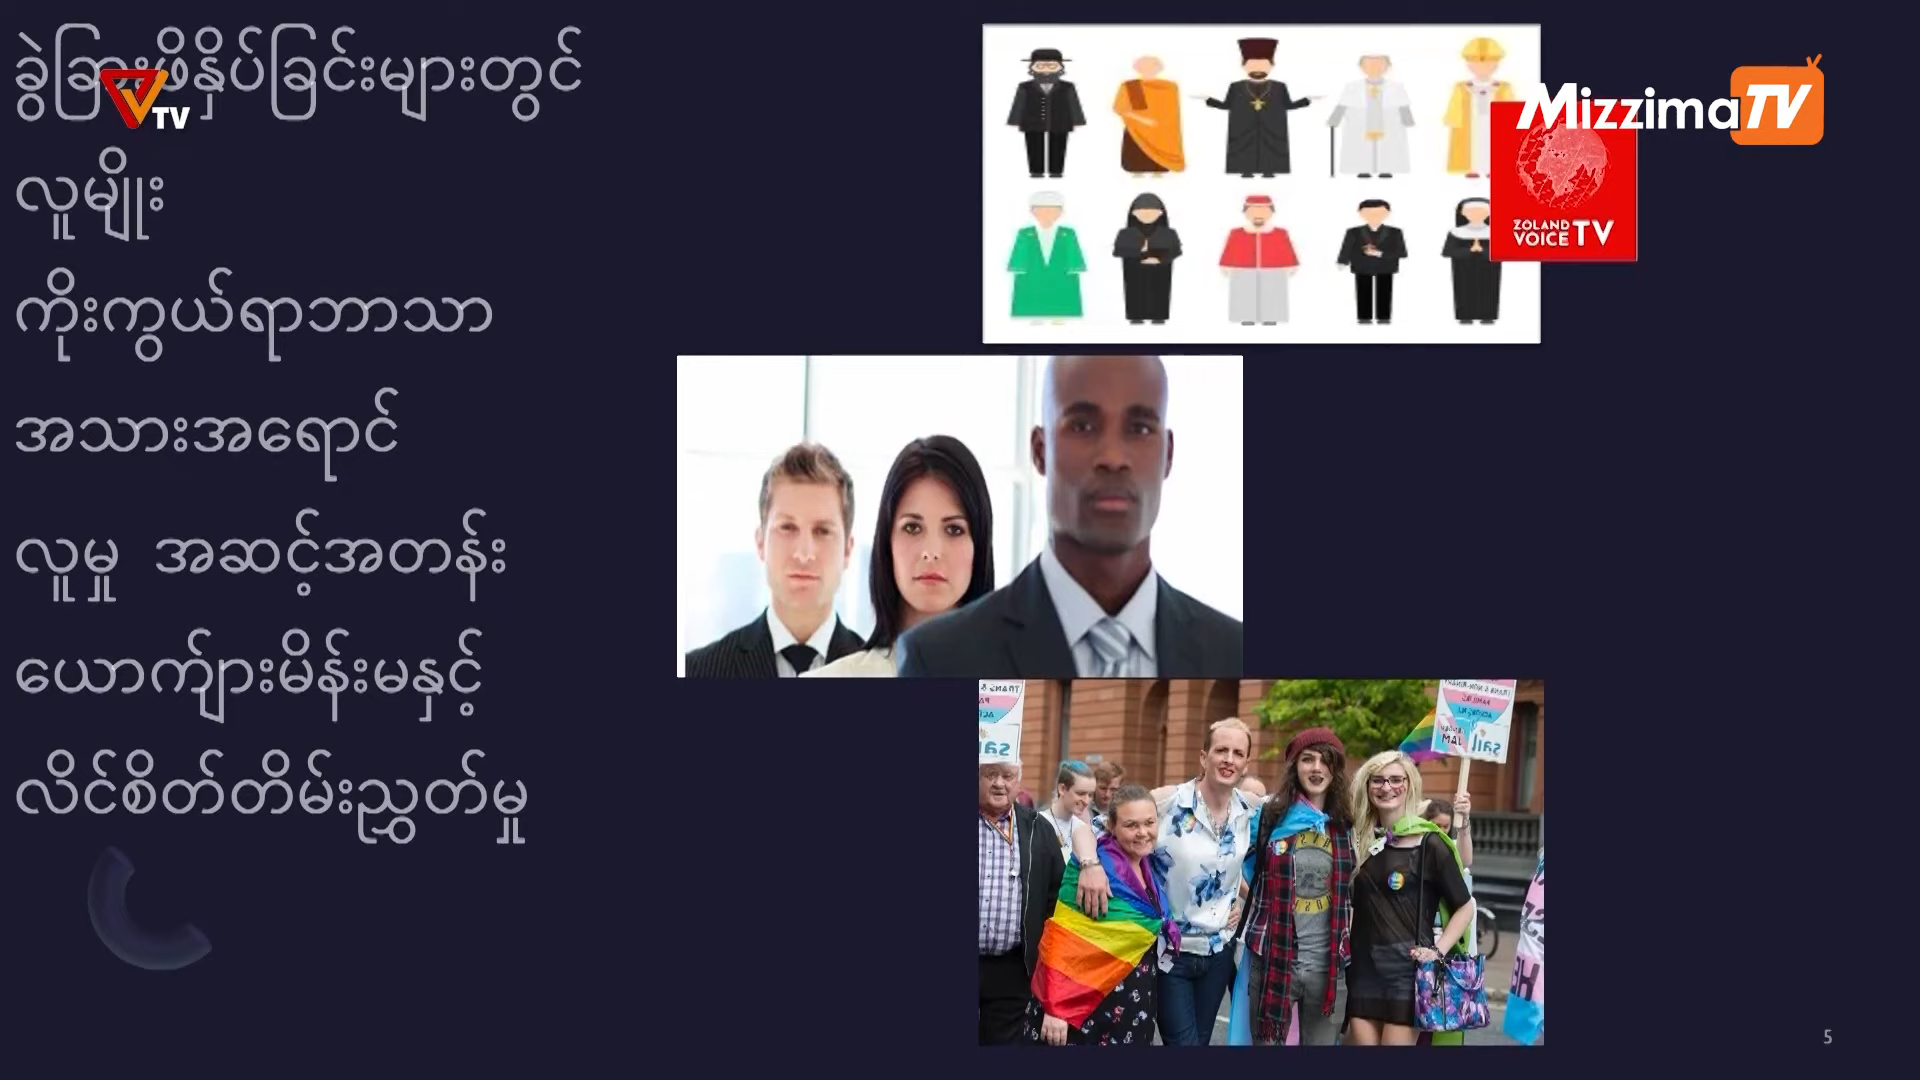 ခွဲခြားဖိနှိပ်ခြင်းများတွင်
TV
လူမျိုး
ကိုးကွယ်ရာဘာသာ
အသားအရောင်
လူမှု အဆင့်အတန်း
ယောက်ျားမိန်းမနှင့်
လိင်စိတ်တိမ်းညွှတ်မှု
MizzimaTV
ZOLAND
VOICE TV
sail
5